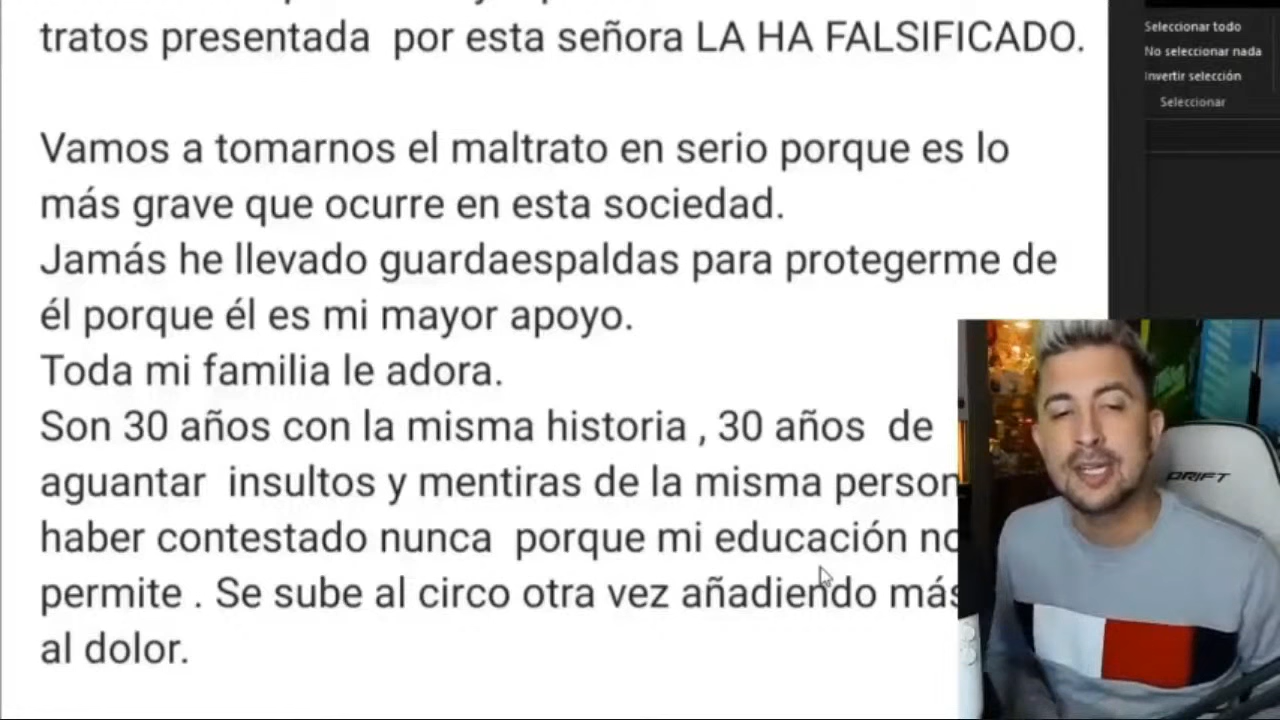 tratos presentada  por esta señora LA HA FALSIFICADO.
Vamos a tomarnos el maltrato en serio porque es lo
más grave que ocurre en esta sociedad.
Jamás he llevado guardaespaldas para protegerme de
él porque él es mi mayor apoyo.
Toda mi familia le adora.
Son 30 años con la misma historia , 30 años  de
aguantar  insultos y mentiras de la misma person
haber contestado nunca  porque mi educación no
permite . Se sube al circo otra vez añadiendo más
al dolor.
Seleccionar todo
No seleccionar nada
Invertir selección
Seleccionar
DRIFT